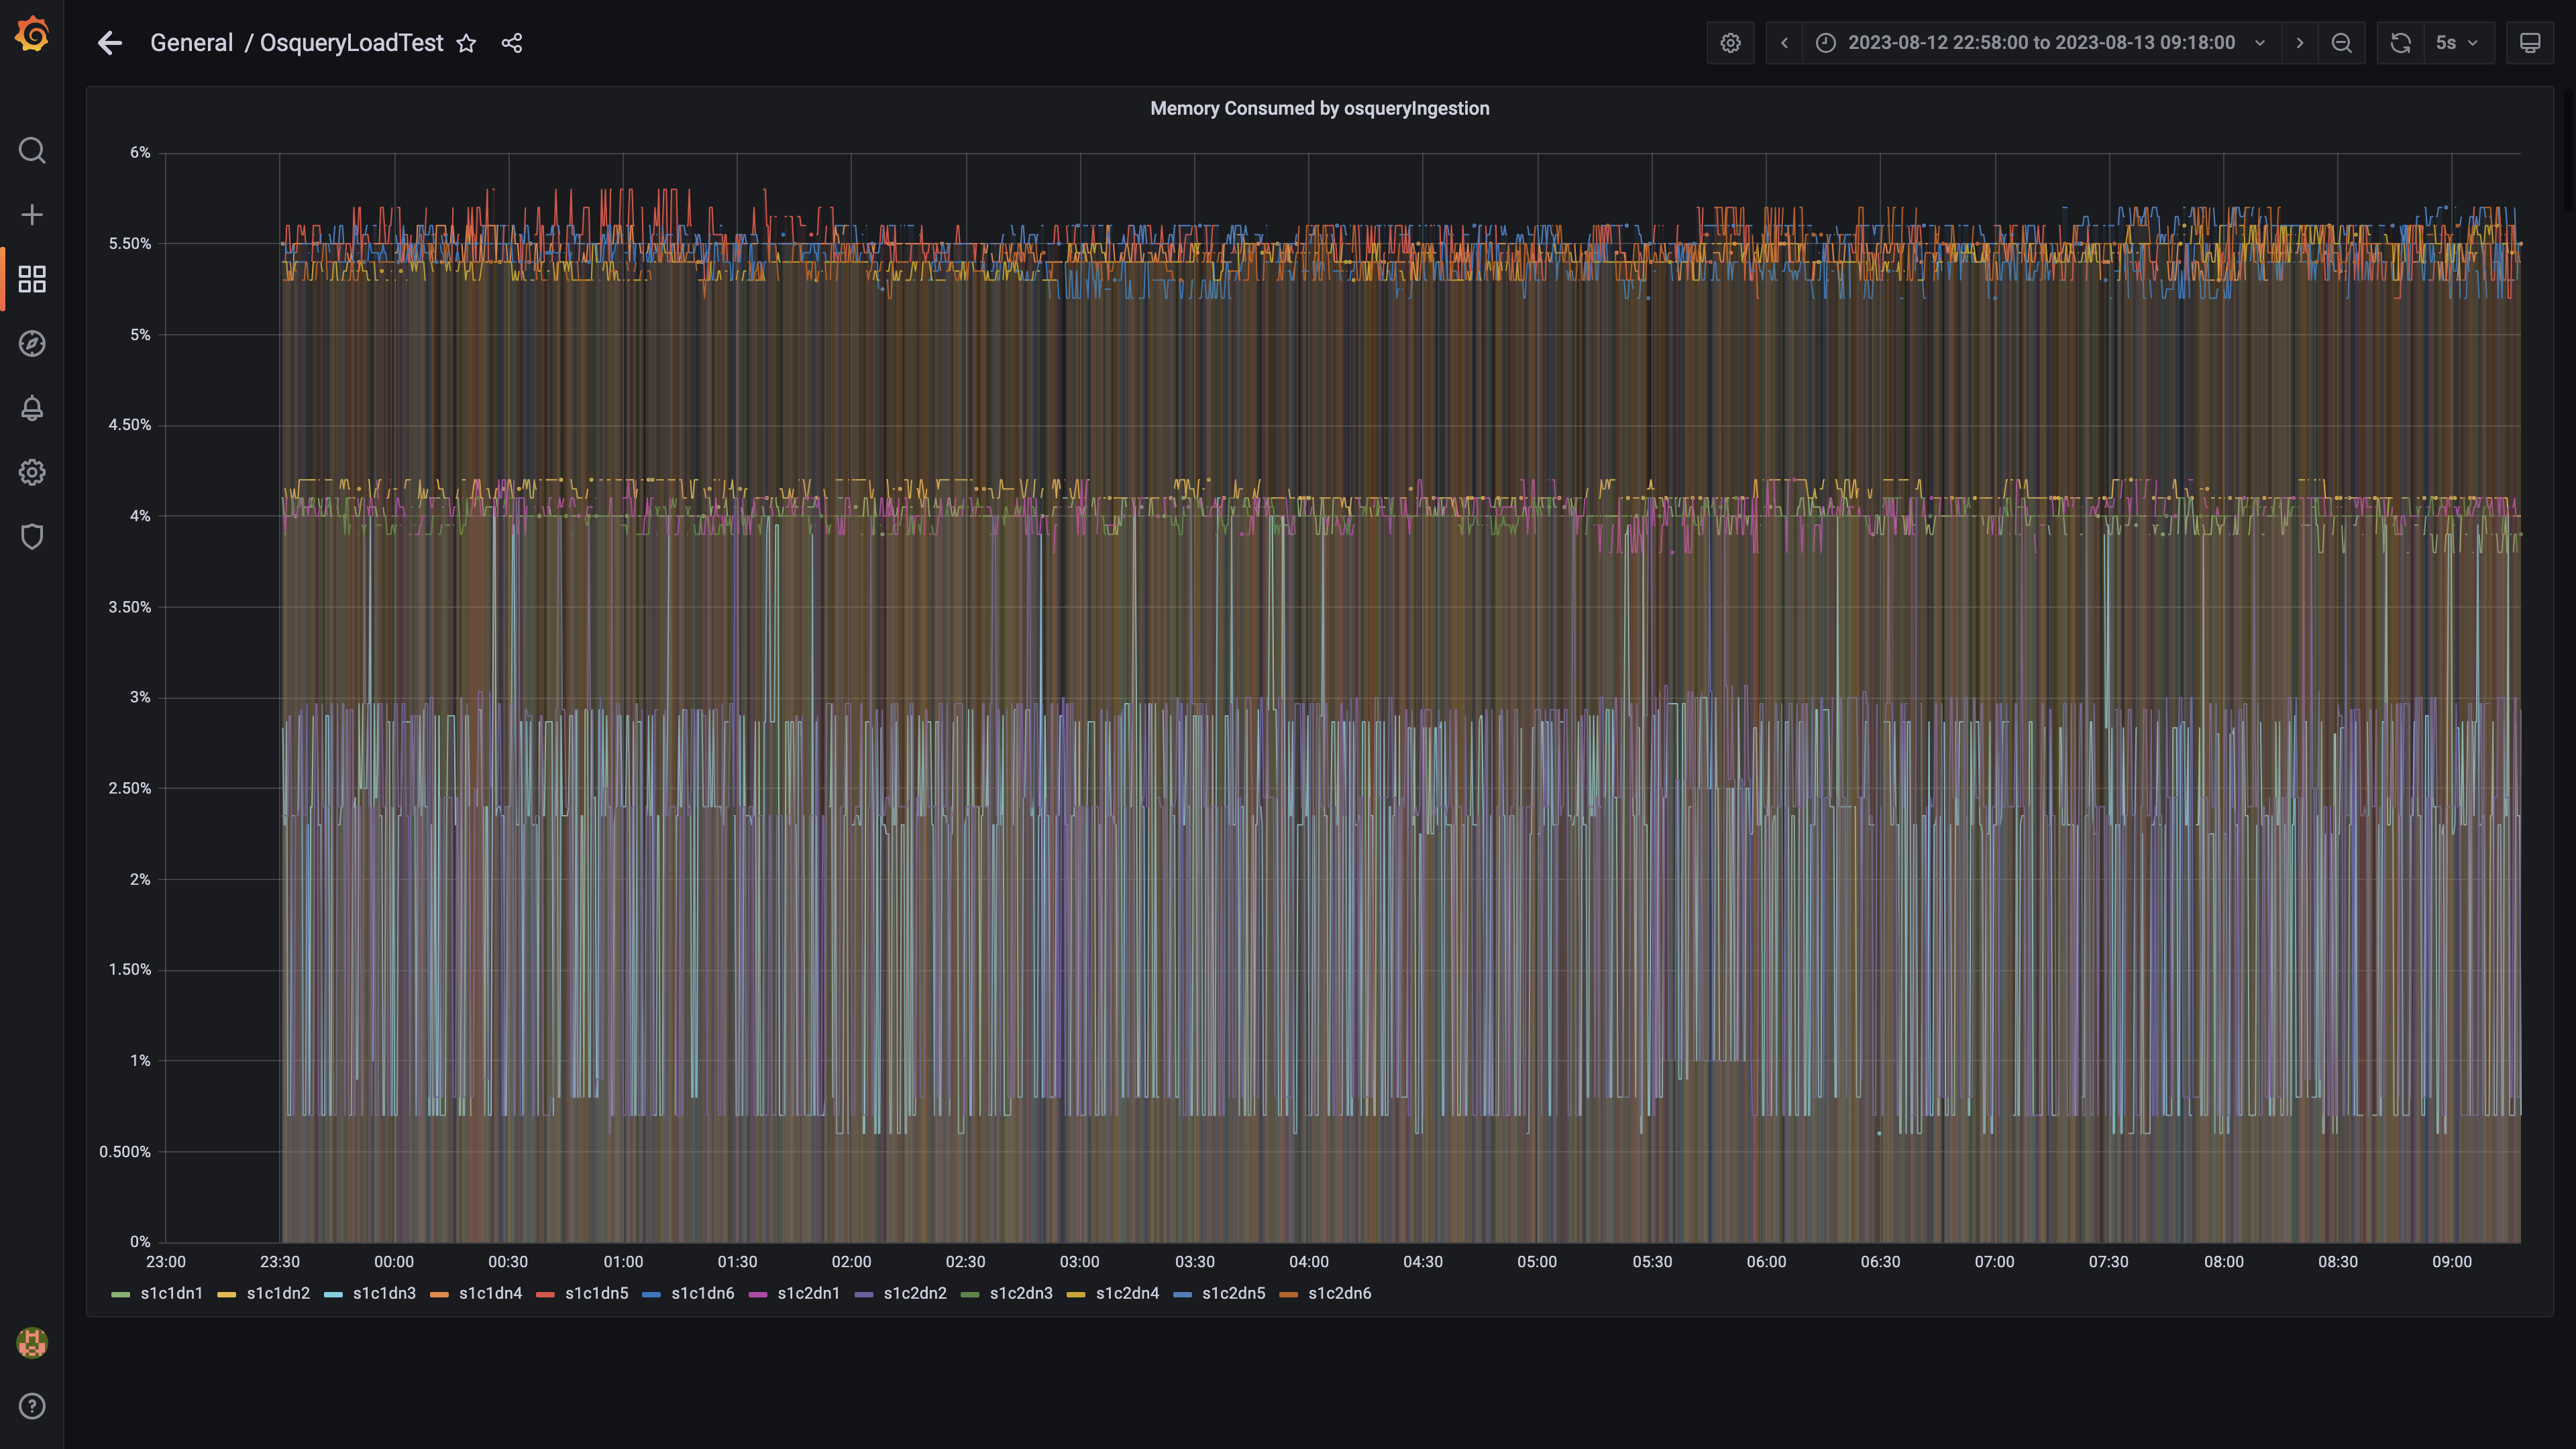 General / OsqueryLoadTest
2023-08-12 22:58:00 to 2023-08-13 09:18:00
5s
Memory Consumed by osqueryIngestion
6%
5.50%
5%
4.50%
4%
3.50%
3%
2.50%
2%
1.50%
1%
0.500%
0%
23:00 23:30 00:00 00:30 01:00 01:30 02:00 02:30 03:00 03:30 04:00 04:30 05:00 05:30 06:00 06:30 07:00 07:30 08:00 08:30 09:00
s1c1dn1 s1c1dn2 s1c1dn3 s1c1dn4 s1c1dn5 s1c1dn6 s1c2dn1 s1c2dn2 s1c2dn3 s1c2dn4 s1c2dn5 s1c2dn6